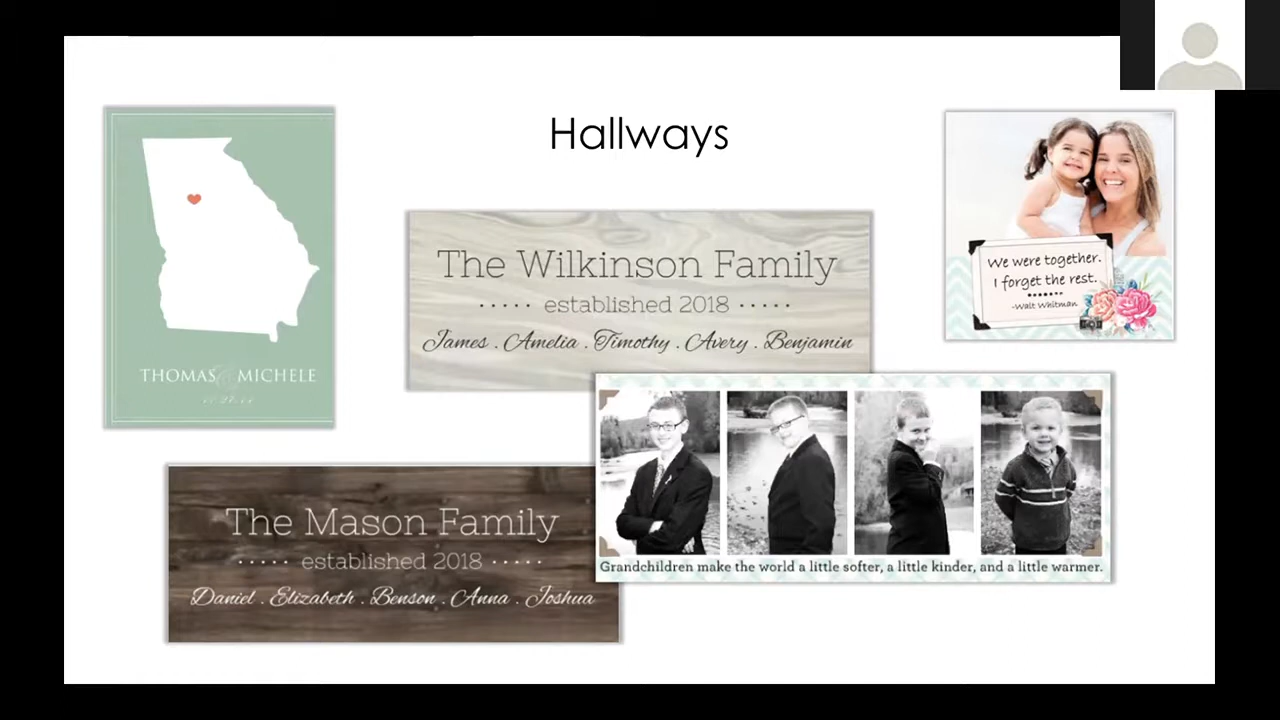 Hallways
THOMAS & MICHELE
The Wilkinson Family
established 2018
James . Amelia . Timothy . Avery . Benjamin
We were together.
I forget the rest.
-Walt Whitman
The Mason Family
established 2018
Daniel . Elizabeth . Benson . Anna . Joshua
Grandchildren make the world a little softer, a little kinder, and a little warmer.